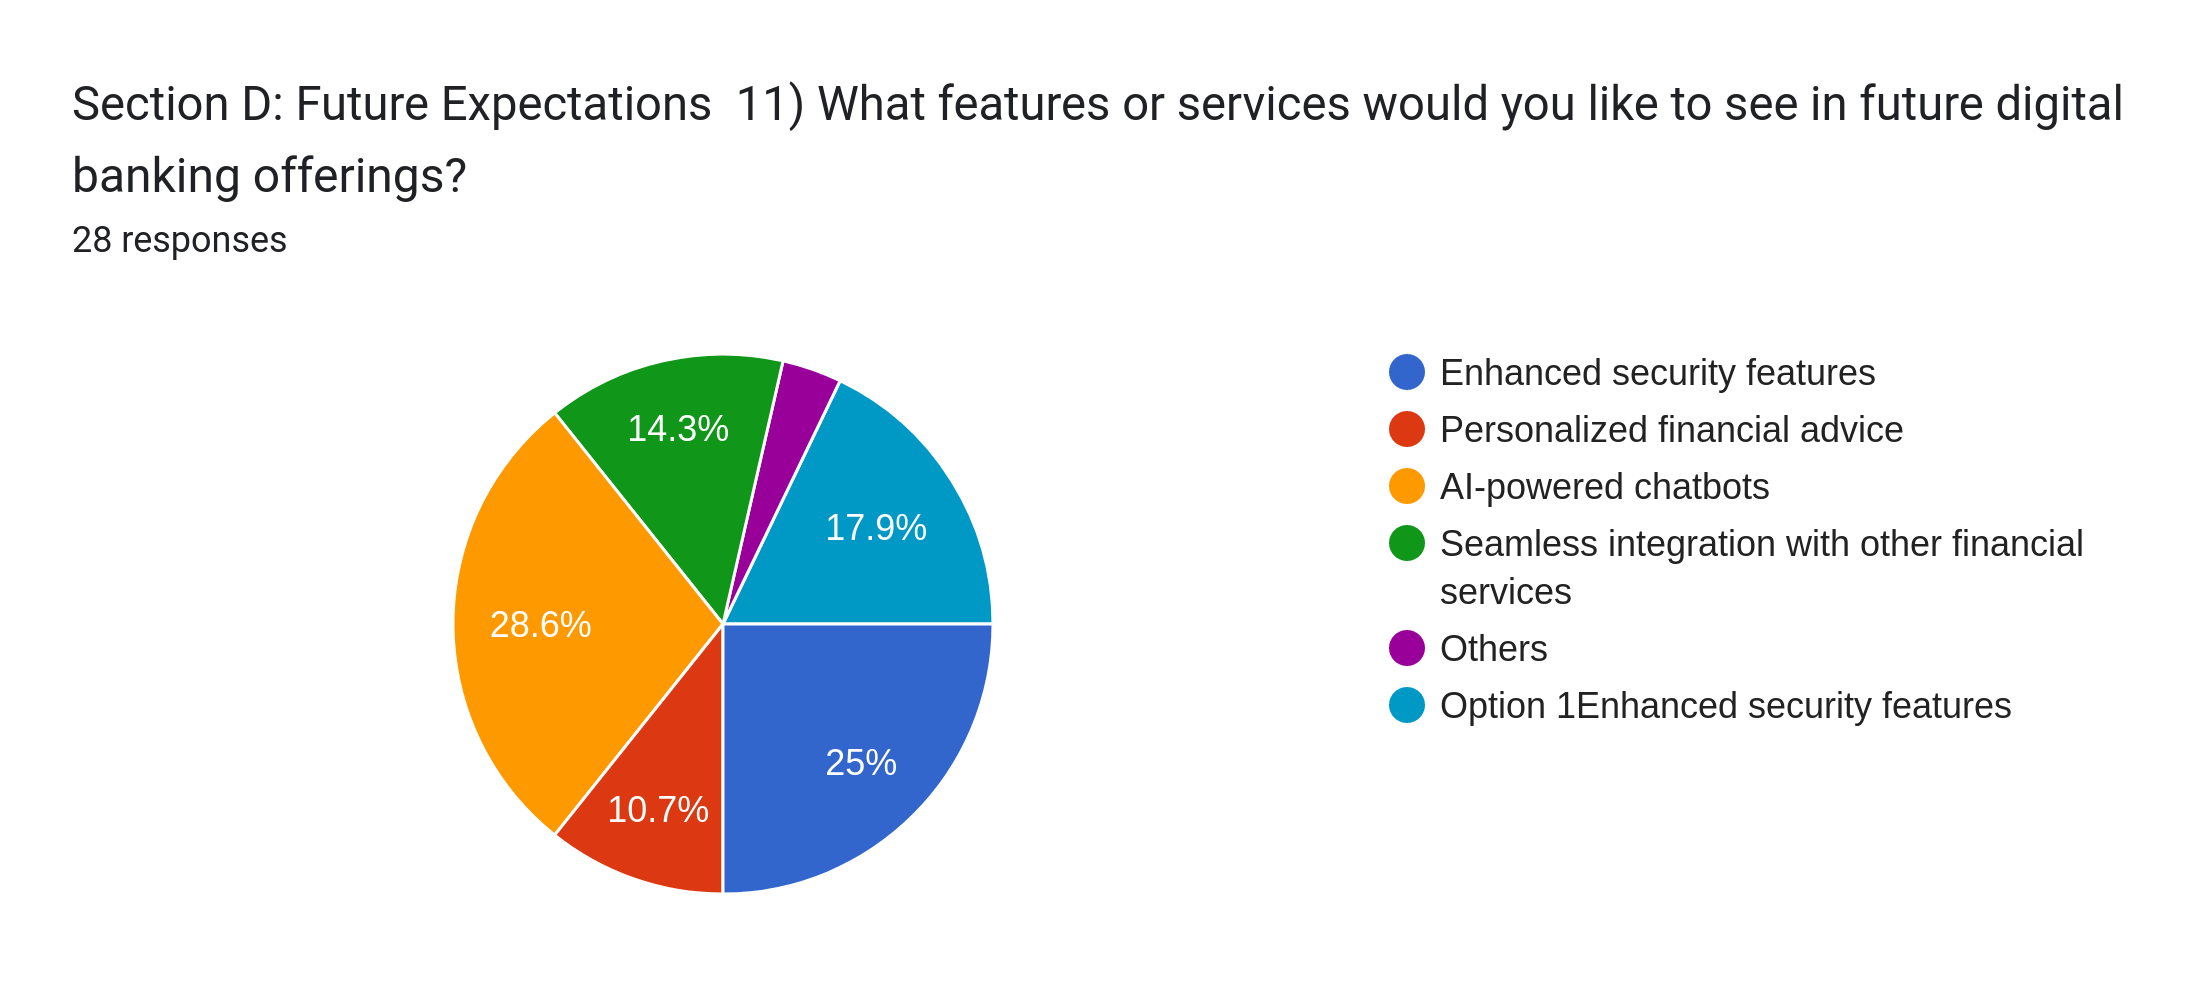 Section D: Future Expectations  11) What features or services would you like to see in future digital
banking offerings?
28 responses
14.3%
17.9%
28.6%
25%
10.7%
Enhanced security features
Personalized financial advice
AI-powered chatbots
Seamless integration with other financial
services
Others
Option 1Enhanced security features